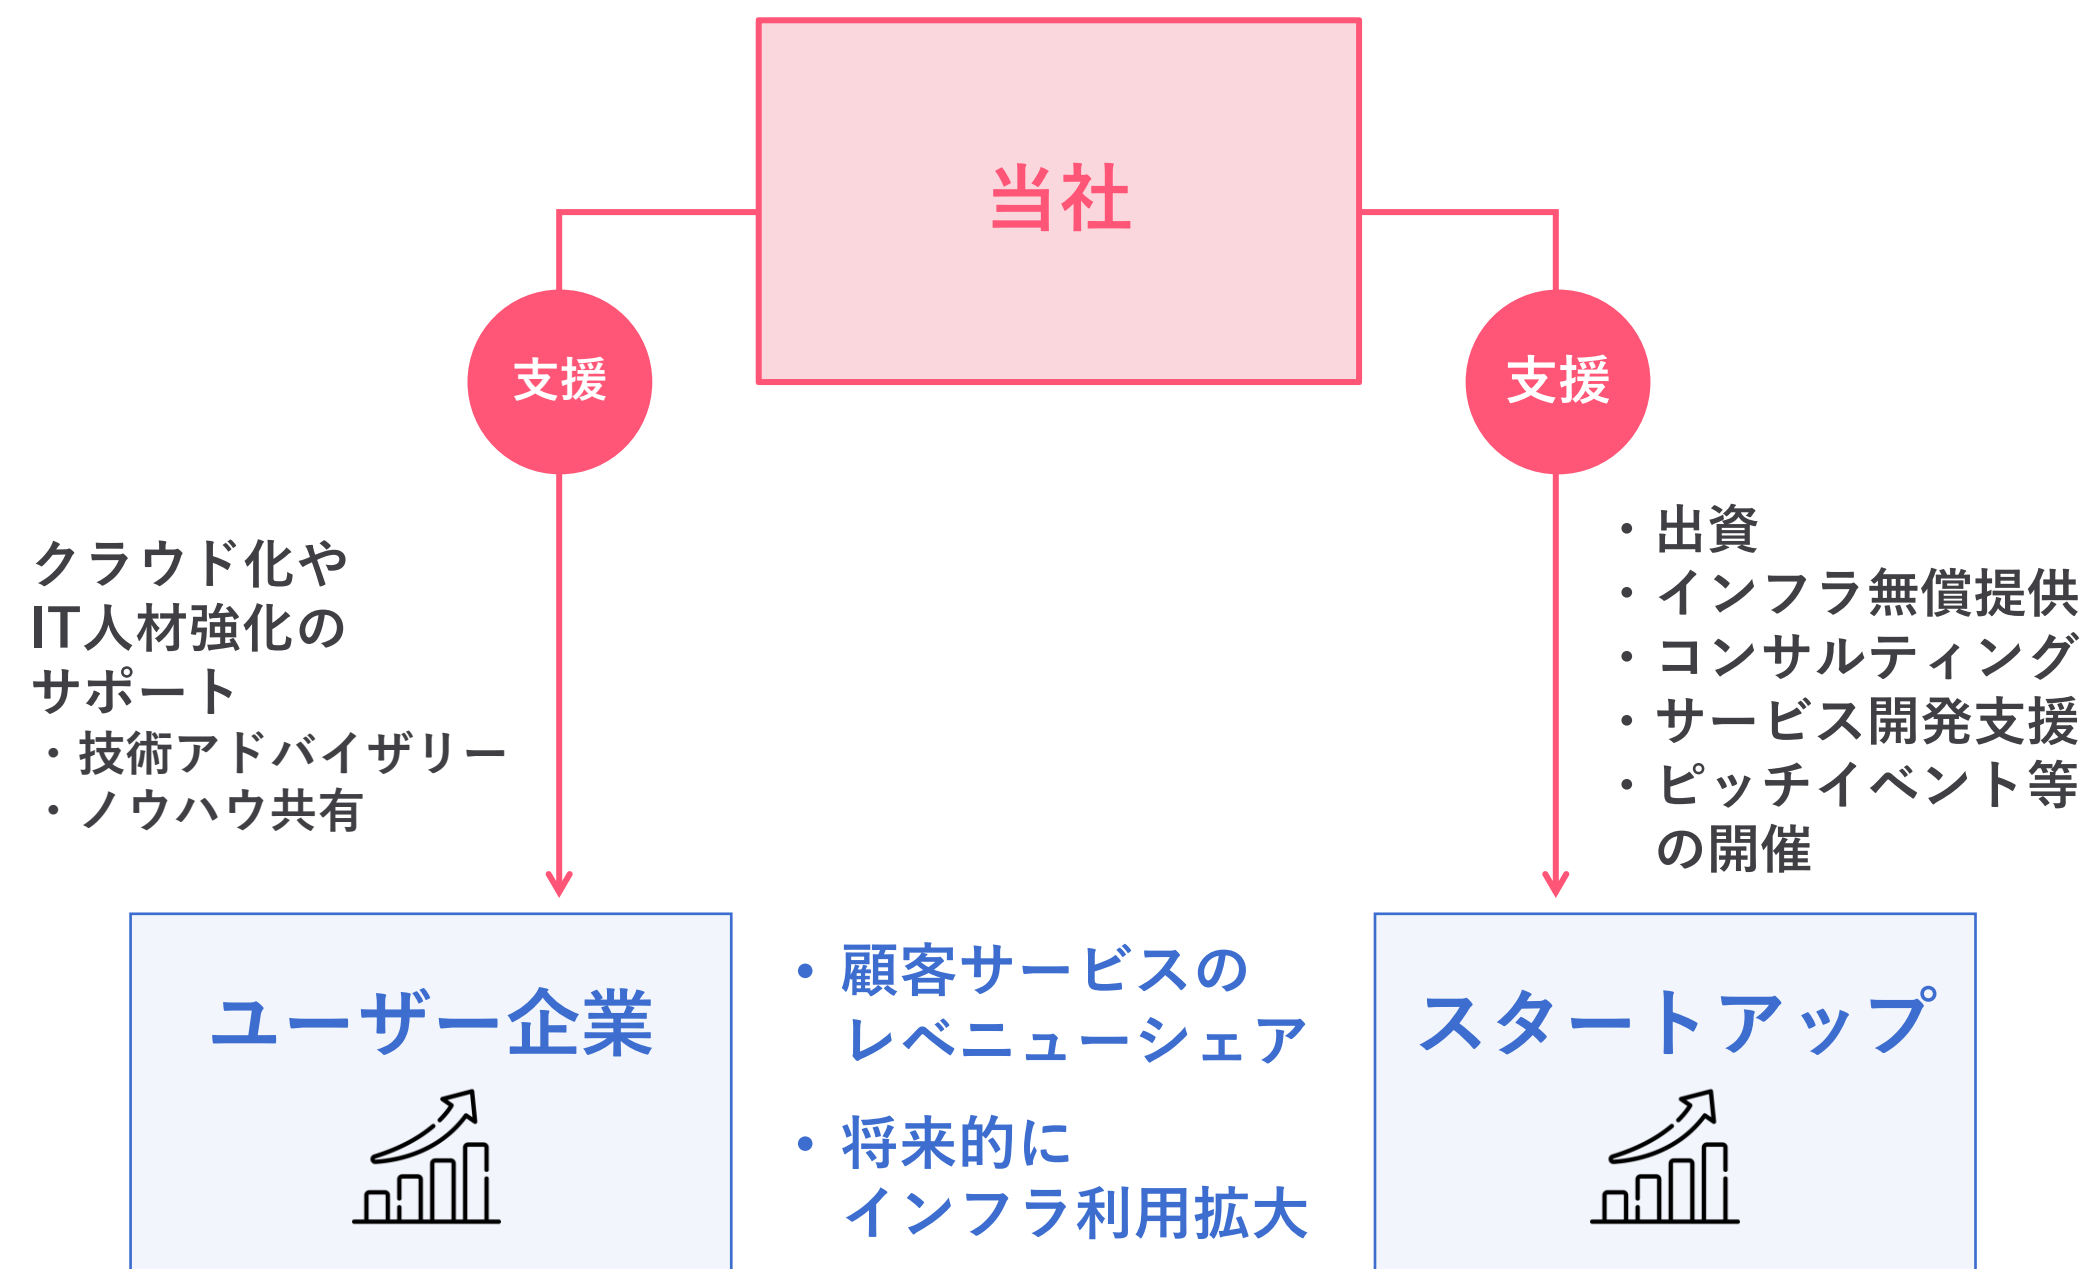 当社
支援
支援
クラウド化や
IT人材強化の
サポート
・技術アドバイザリー
・ノウハウ共有
・出資
・インフラ無償提供
・コンサルティング
・サービス開発支援
・ピッチイベント等
の開催
ユーザー企業
• 顧客サービスの
レベニューシェア
• 将来的に
インフラ利用拡大
スタートアップ